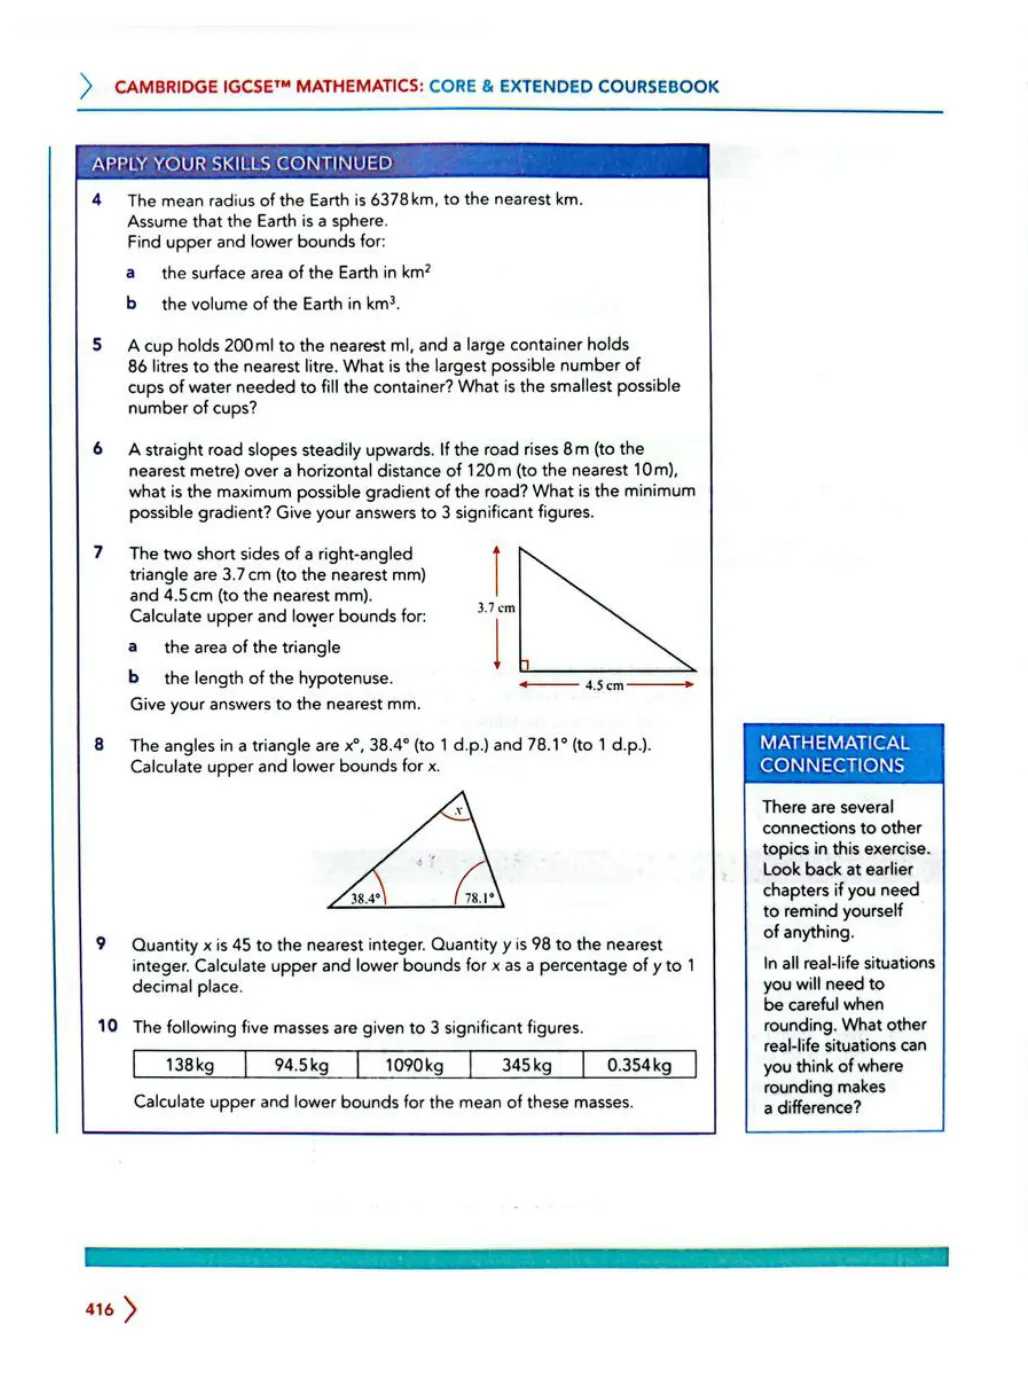 CAMBRIDGE IGCSE™ MATHEMATICS: CORE & EXTENDED COURSEBOOK
APPLY YOUR SKILLS CONTINUED
4 The mean radius of the Earth is 6378 km, to the nearest km.
Assume that the Earth is a sphere.
Find upper and lower bounds for:
a the surface area of the Earth in km²
b the volume of the Earth in km³.
5 A cup holds 200 ml to the nearest ml, and a large container holds
86 litres to the nearest litre. What is the largest possible number of
cups of water needed to fill the container? What is the smallest possible
number of cups?
6 A straight road slopes steadily upwards. If the road rises 8 m (to the
nearest metre) over a horizontal distance of 120 m (to the nearest 10 m),
what is the maximum possible gradient of the road? What is the minimum
possible gradient? Give your answers to 3 significant figures.
7 The two short sides of a right-angled
triangle are 3.7 cm (to the nearest mm)
and 4.5 cm (to the nearest mm).
Calculate upper and lower bounds for:
a the area of the triangle
b the length of the hypotenuse.
Give your answers to the nearest mm.
3.7 cm
4.5 cm
8 The angles in a triangle are x°, 38.4° (to 1 d.p.) and 78.1° (to 1 d.p.).
Calculate upper and lower bounds for x.
x
38.4°
78.1°
9 Quantity x is 45 to the nearest integer. Quantity y is 98 to the nearest
integer. Calculate upper and lower bounds for x as a percentage of y to 1
decimal place.
10 The following five masses are given to 3 significant figures.
138 kg 94.5 kg 1090 kg 345 kg 0.354 kg
Calculate upper and lower bounds for the mean of these masses.
MATHEMATICAL
CONNECTIONS
There are several
connections to other
topics in this exercise.
Look back at earlier
chapters if you need
to remind yourself
of anything.
In all real-life situations
you will need to
be careful when
rounding. What other
real-life situations can
you think of where
rounding makes
a difference?
416